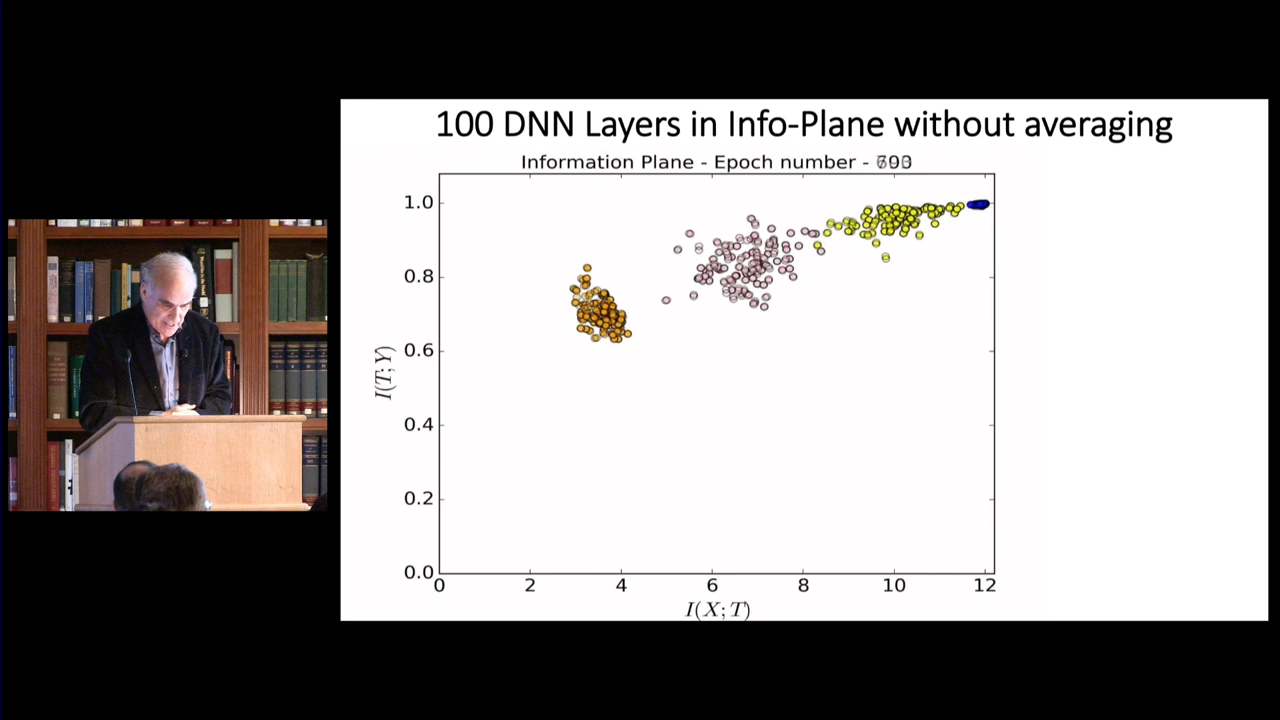 100 DNN Layers in Info-Plane without averaging
Information Plane - Epoch number -
1.0
0.8
0.6
0.4
0.2
0.0
I(T;Y)
0 2 4 6 8 10 12
I(X;T)